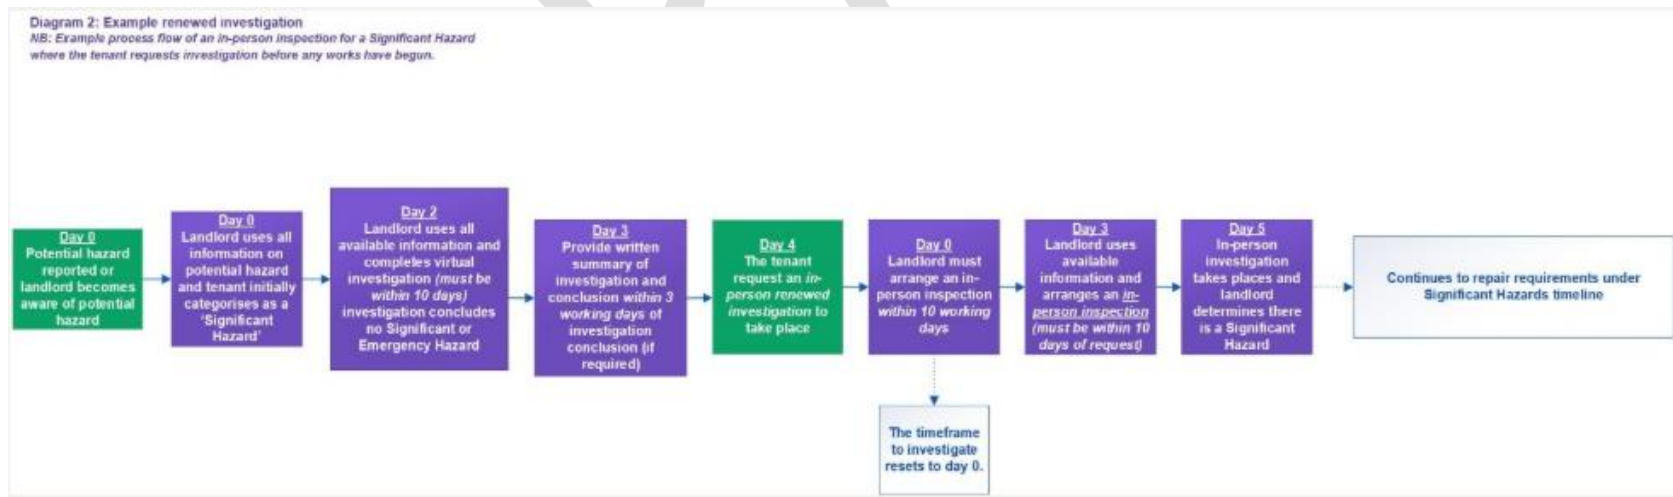 Diagram 2: Example renewed investigation
NB: Example process flow of an in-person inspection for a Significant Hazard
where the tenant requests investigation before any works have begun.
Day 0
Potential hazard
reported or
landlord becomes
aware of potential
hazard
Day 0
Landlord uses all
information on
potential hazard
and tenant initially
categorises as a
‘Significant
Hazard’
Day 2
Landlord uses all
available information and
completes virtual
investigation (must be
within 10 days)
investigation concludes
no Significant or
Emergency Hazard
Day 3
Provide written
summary of
investigation and
conclusion within 3
working days of
investigation
conclusion (if
required)
Day 4
The tenant
request an in-
person renewed
investigation to
take place
Day 0
Landlord must
arrange an in-
person inspection
within 10 working
days
The timeframe
to investigate
resets to day 0.
Day 3
Landlord uses
available
information and
arranges an in-
person inspection
(must be within 10
days of request)
Day 5
In-person
investigation
takes places and
landlord
determines there
is a Significant
Hazard
Continues to repair requirements under
Significant Hazards timeline